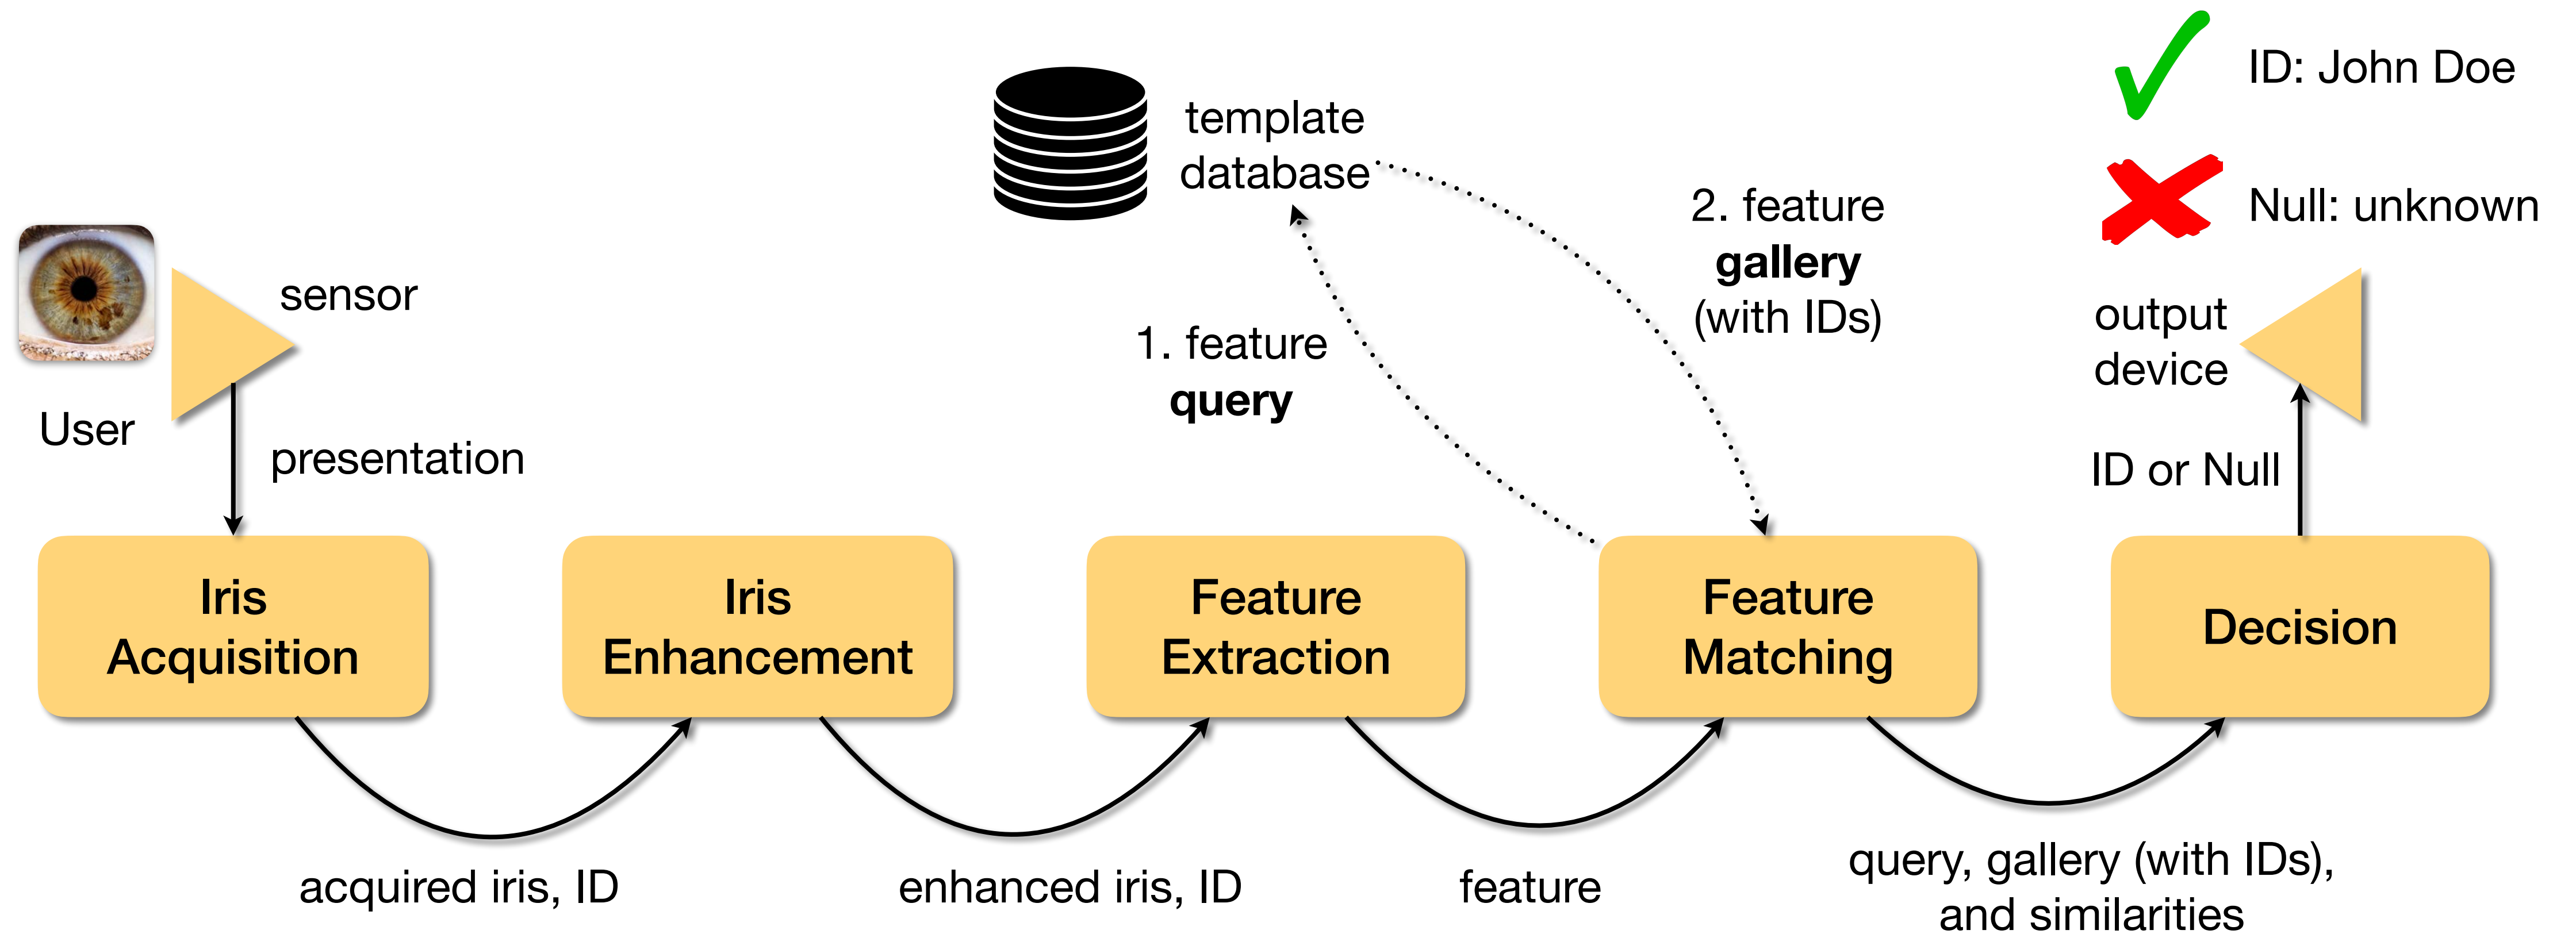 ID: John Doe
Null: unknown
template
database
2. feature
gallery
(with IDs)
1. feature
query
sensor
User
presentation
output
device
ID or Null
Iris
Acquisition
Iris
Enhancement
Feature
Extraction
Feature
Matching
Decision
acquired iris, ID
enhanced iris, ID
feature
query, gallery (with IDs),
and similarities